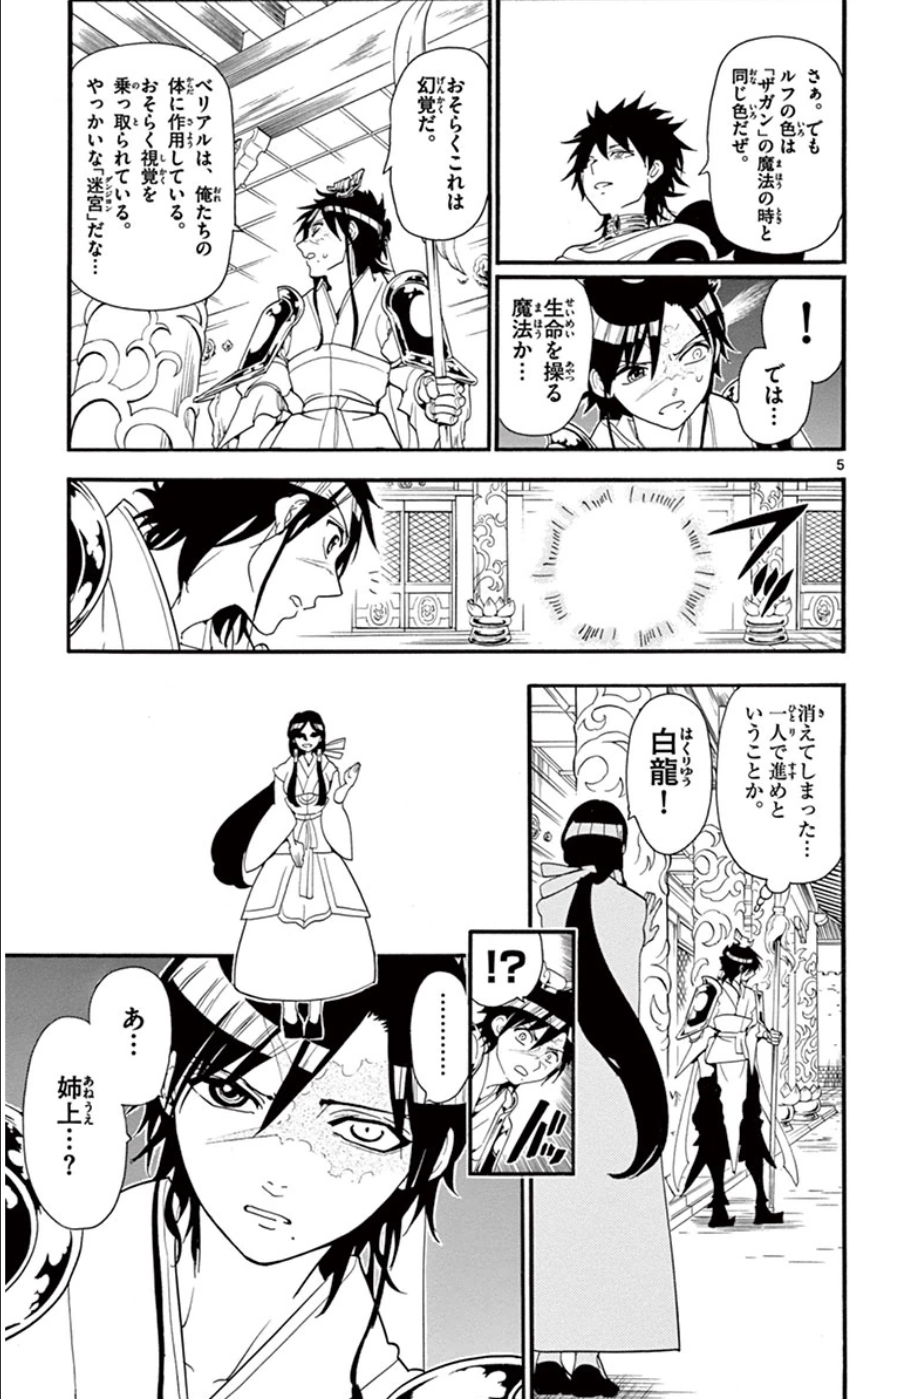 さぁ。でも
ルフの色は
「ザガン」の魔法の時と
同じ色だぜ。
！
では…
生命を操る
魔法か…
おそらくこれは
幻覚だ。
ベリアルは、俺たちの
体に作用している。
おそらく視覚を
乗っ取られている。
やっかいな「迷宮」だな…
5
フッ
消えてしまった…
一人で進めと
いうことか。
白龍！
!?
ドッ
…………
あ…
姉上…？